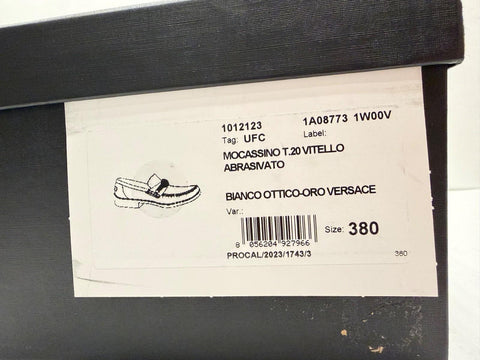 1012123 1A08773 1W00V
Tag: UFC Label:
MOCASSINO T.20 VITELLO
ABRASIVATO
BIANCO OTTICO-ORO VERSACE
Var.:
8 056204 927966 Size: 380
PROCAL/2023/1743/3 380